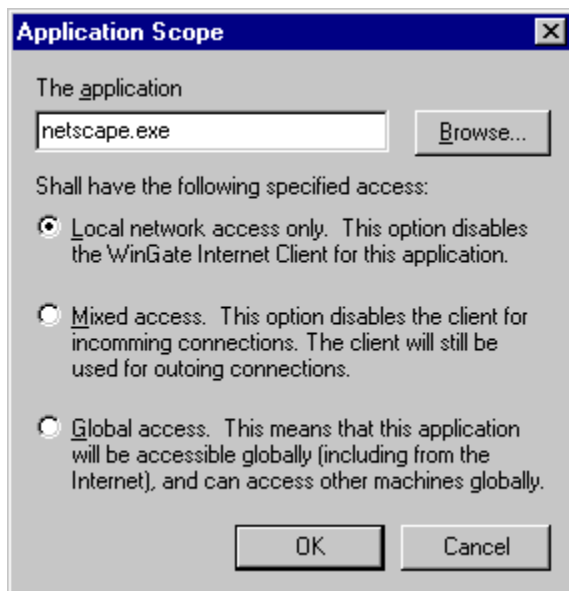 Application Scope
The application
netscape.exe
Browse...
Shall have the following specified access:
Local network access only.  This option disables
the WinGate Internet Client for this application.
Mixed access.  This option disables the client for
incomming connections. The client will still be
used for outoing connections.
Global access.  This means that this application
will be accessible globally (including from the
Internet), and can access other machines globally.
OK
Cancel